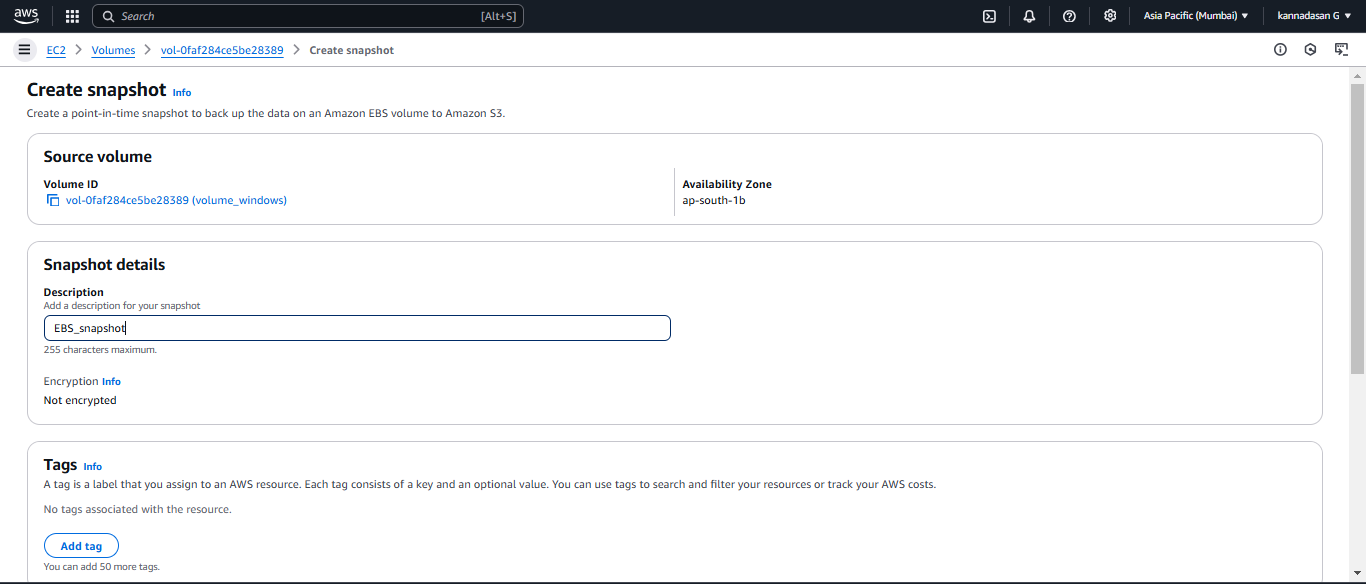 aws Search [Alt+S] Asia Pacific (Mumbai) kannadasan G
EC2 Volumes vol-0faf284ce5be28389 Create snapshot
Create snapshot Info
Create a point-in-time snapshot to back up the data on an Amazon EBS volume to Amazon S3.
Source volume
Volume ID
vol-0faf284ce5be28389 (volume_windows)
Availability Zone
ap-south-1b
Snapshot details
Description
Add a description for your snapshot
EBS_snapshot
255 characters maximum.
Encryption Info
Not encrypted
Tags Info
A tag is a label that you assign to an AWS resource. Each tag consists of a key and an optional value. You can use tags to search and filter your resources or track your AWS costs.
No tags associated with the resource.
Add tag
You can add 50 more tags.